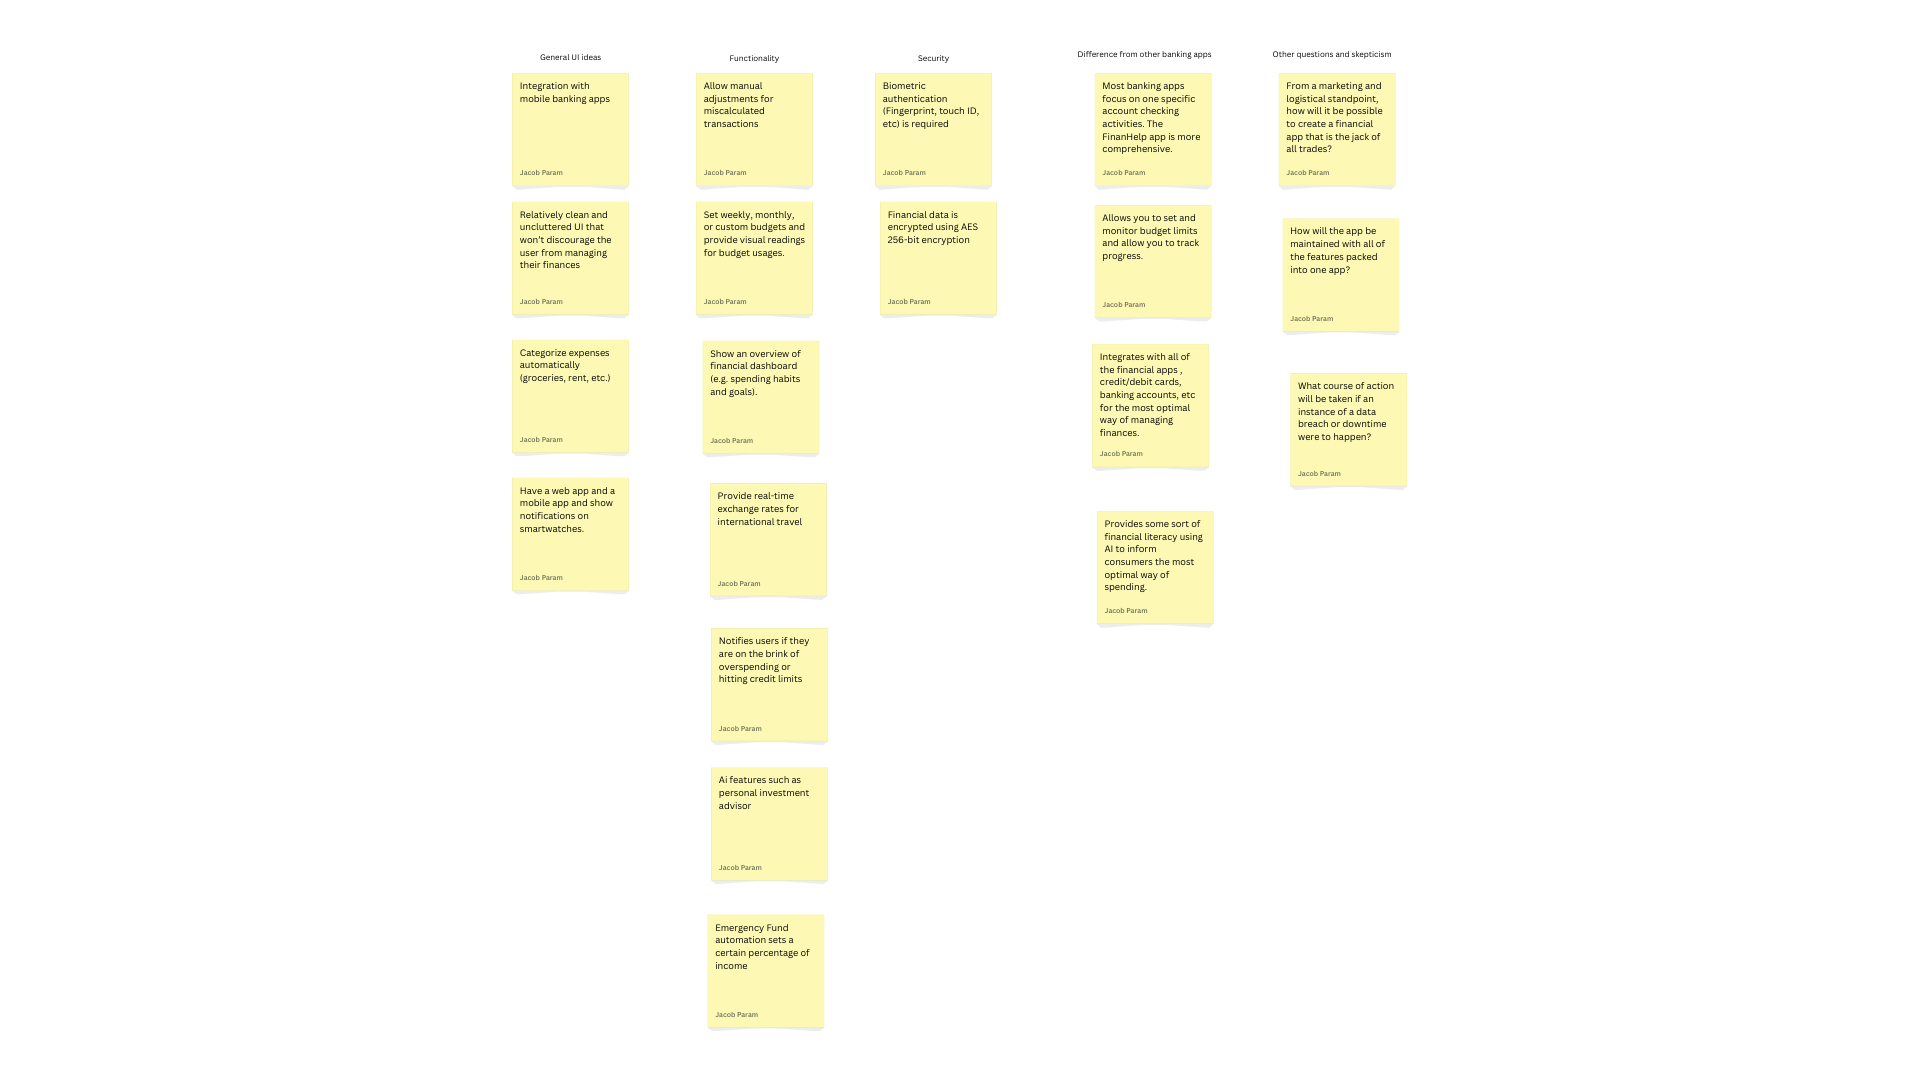 General UI ideas
Integration with
mobile banking apps
Jacob Param
Relatively clean and
uncluttered UI that
won't discourage the
user from managing
their finances
Jacob Param
Categorize expenses
automatically
(groceries, rent, etc.)
Jacob Param
Have a web app and a
mobile app and show
notifications on
smartwatches.
Jacob Param
Functionality
Allow manual
adjustments for
miscalculated
transactions
Jacob Param
Set weekly, monthly,
or custom budgets and
provide visual readings
for budget usages.
Jacob Param
Show an overview of
financial dashboard
(e.g. spending habits
and goals).
Jacob Param
Provide real-time
exchange rates for
international travel
Jacob Param
Notifies users if they
are on the brink of
overspending or
hitting credit limits
Jacob Param
Ai features such as
personal investment
advisor
Jacob Param
Emergency Fund
automation sets a
certain percentage of
income
Jacob Param
Security
Biometric
authentication
(Fingerprint, touch ID,
etc) is required
Jacob Param
Financial data is
encrypted using AES
256-bit encryption
Jacob Param
Difference from other banking apps
Most banking apps
focus on one specific
account checking
activities. The
FinanHelp app is more
comprehensive.
Jacob Param
Allows you to set and
monitor budget limits
and allow you to track
progress.
Jacob Param
Integrates with all of
the financial apps ,
credit/debit cards,
banking accounts, etc
for the most optimal
way of managing
finances.
Jacob Param
Provides some sort of
financial literacy using
AI to inform
consumers the most
optimal way of
spending.
Jacob Param
Other questions and skepticism
From a marketing and
logistical standpoint,
how will it be possible
to create a financial
app that is the jack of
all trades?
Jacob Param
How will the app be
maintained with all of
the features packed
into one app?
Jacob Param
What course of action
will be taken if an
instance of a data
breach or downtime
were to happen?
Jacob Param